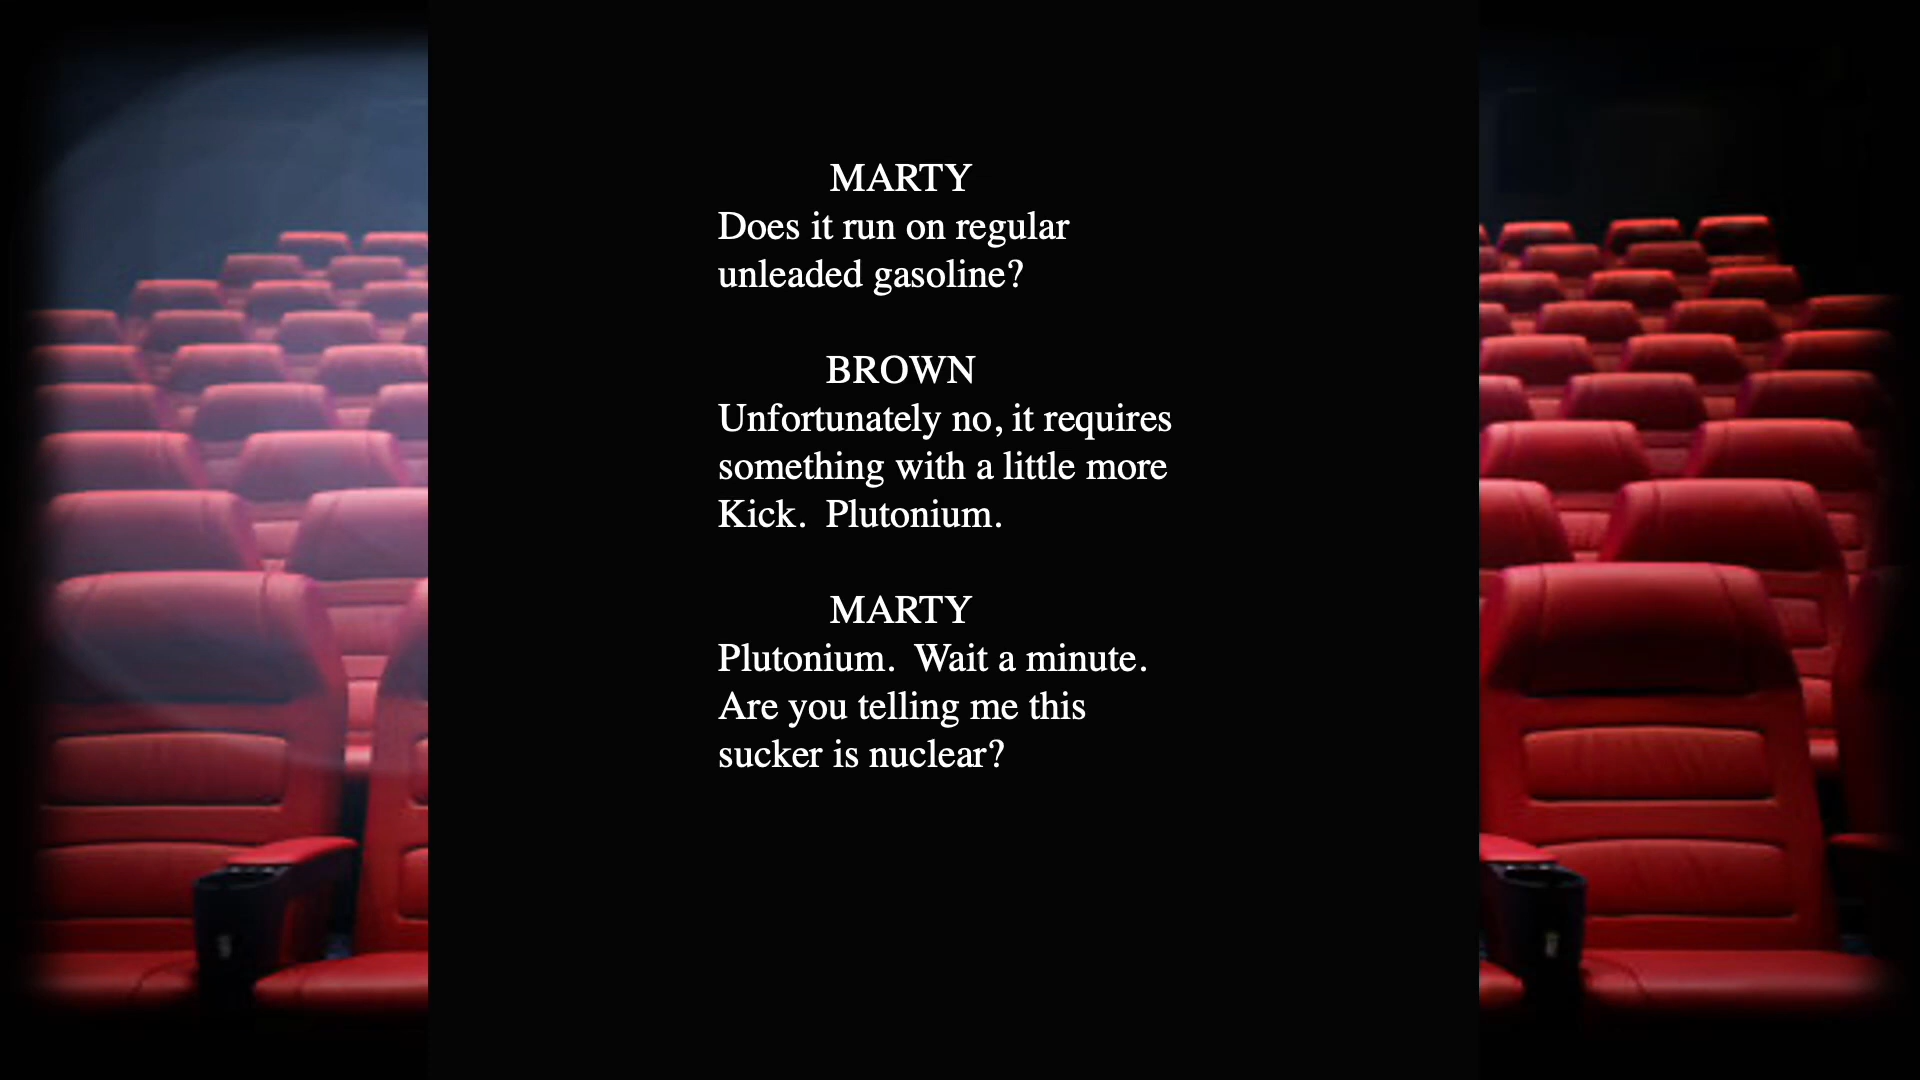 MARTY
Does it run on regular
unleaded gasoline?
BROWN
Unfortunately no, it requires
something with a little more
Kick.  Plutonium.
MARTY
Plutonium.  Wait a minute.
Are you telling me this
sucker is nuclear?